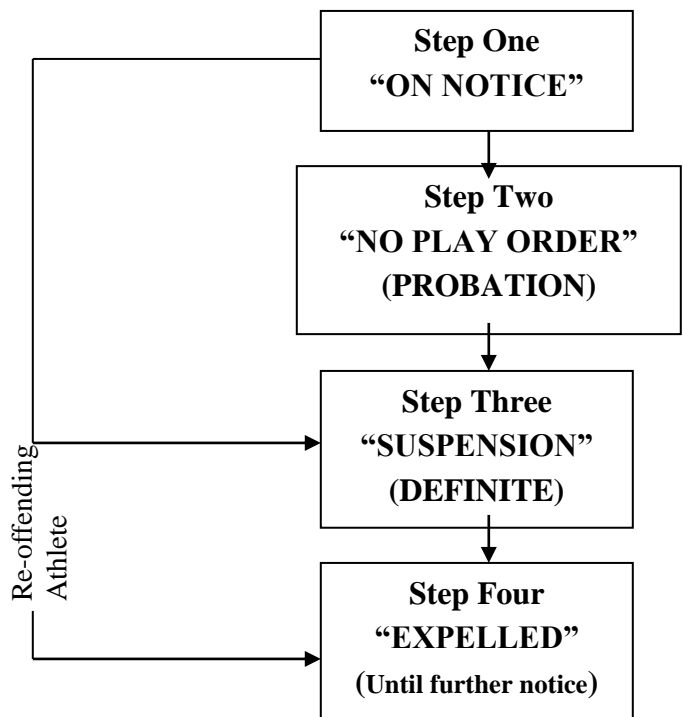 Step One
“ON NOTICE”
Step Two
“NO PLAY ORDER”
(PROBATION)
Step Three
“SUSPENSION”
(DEFINITE)
Re-offending
Athlete
Step Four
“EXPELLED”
(Until further notice)